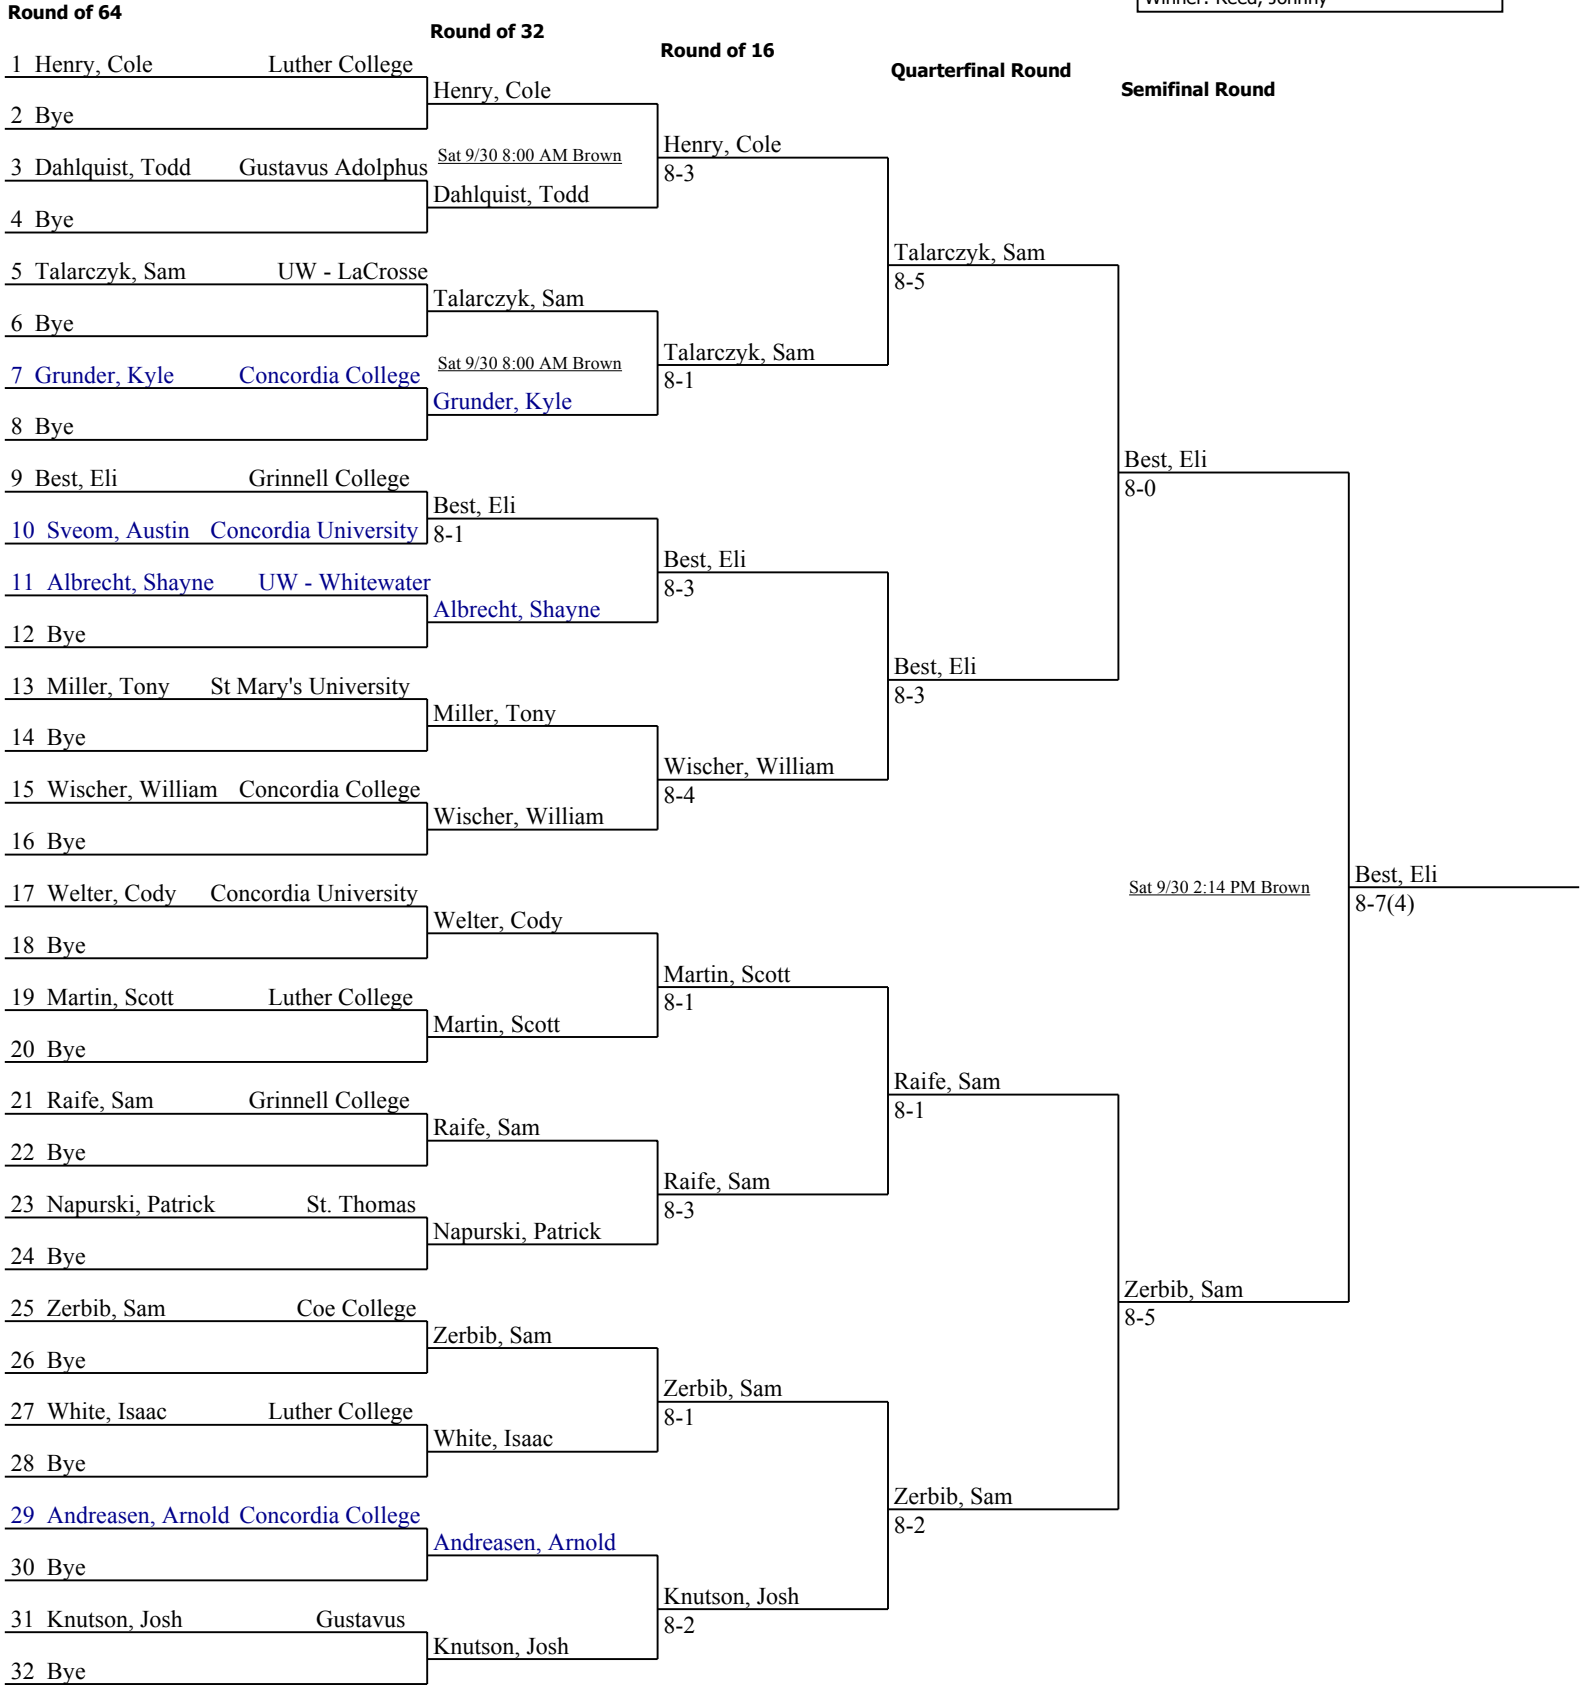 Winner: Reed, Johnny
Round of 64
Round of 32
Round of 16
Quarterfinal Round
Semifinal Round
1 Henry, Cole Luther College
2 Bye
3 Dahlquist, Todd Gustavus Adolphus
4 Bye
5 Talarczyk, Sam UW - LaCrosse
6 Bye
7 Grunder, Kyle Concordia College
8 Bye
9 Best, Eli Grinnell College
10 Sveom, Austin Concordia University
11 Albrecht, Shayne UW - Whitewater
12 Bye
13 Miller, Tony St Mary's University
14 Bye
15 Wischer, William Concordia College
16 Bye
17 Welter, Cody Concordia University
18 Bye
19 Martin, Scott Luther College
20 Bye
21 Raife, Sam Grinnell College
22 Bye
23 Napurski, Patrick St. Thomas
24 Bye
25 Zerbib, Sam Coe College
26 Bye
27 White, Isaac Luther College
28 Bye
29 Andreasen, Arnold Concordia College
30 Bye
31 Knutson, Josh Gustavus
32 Bye
Henry, Cole
Sat 9/30 8:00 AM Brown
Dahlquist, Todd
Talarczyk, Sam
Sat 9/30 8:00 AM Brown
Grunder, Kyle
Best, Eli
8-1
Albrecht, Shayne
Miller, Tony
Wischer, William
Welter, Cody
Martin, Scott
Raife, Sam
Napurski, Patrick
Zerbib, Sam
White, Isaac
Andreasen, Arnold
Knutson, Josh
Henry, Cole
8-3
Talarczyk, Sam
8-1
Best, Eli
8-3
Wischer, William
8-4
Martin, Scott
8-1
Raife, Sam
8-3
Zerbib, Sam
8-1
Knutson, Josh
8-2
Talarczyk, Sam
8-5
Best, Eli
8-3
Raife, Sam
8-1
Zerbib, Sam
8-2
Best, Eli
8-0
Sat 9/30 2:14 PM Brown
Zerbib, Sam
8-5
Best, Eli
8-7(4)